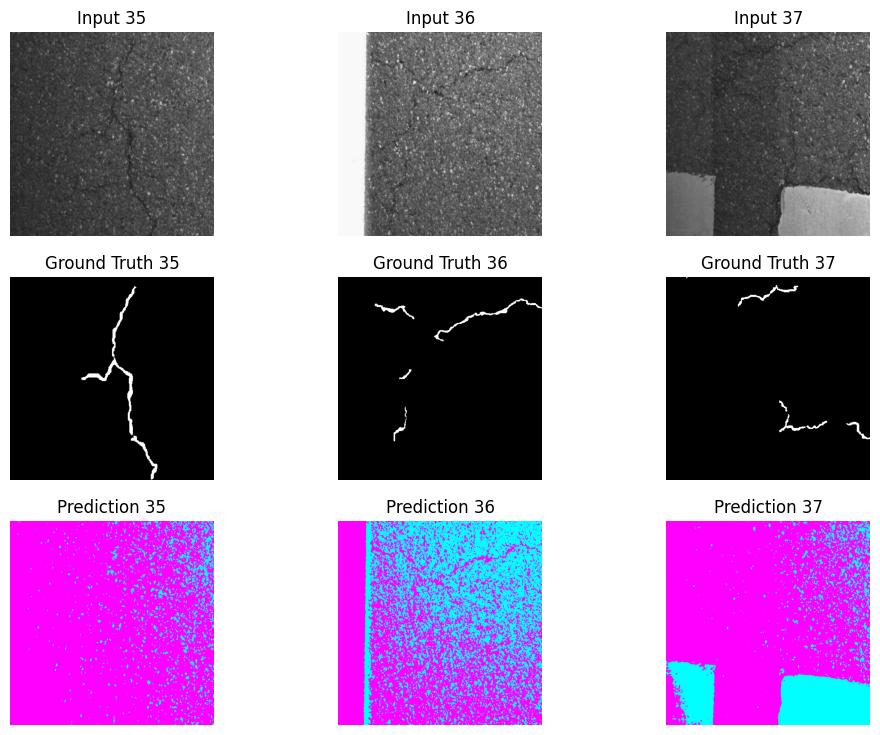 Input 35
Input 36
Input 37
Ground Truth 35
Ground Truth 36
Ground Truth 37
Prediction 35
Prediction 36
Prediction 37